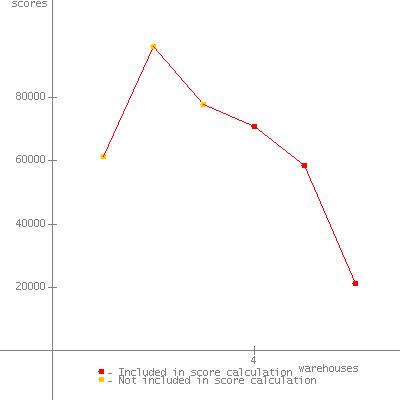 scores
80000
60000
40000
20000
4
warehouses
- Included in score calculation
- Not included in score calculation